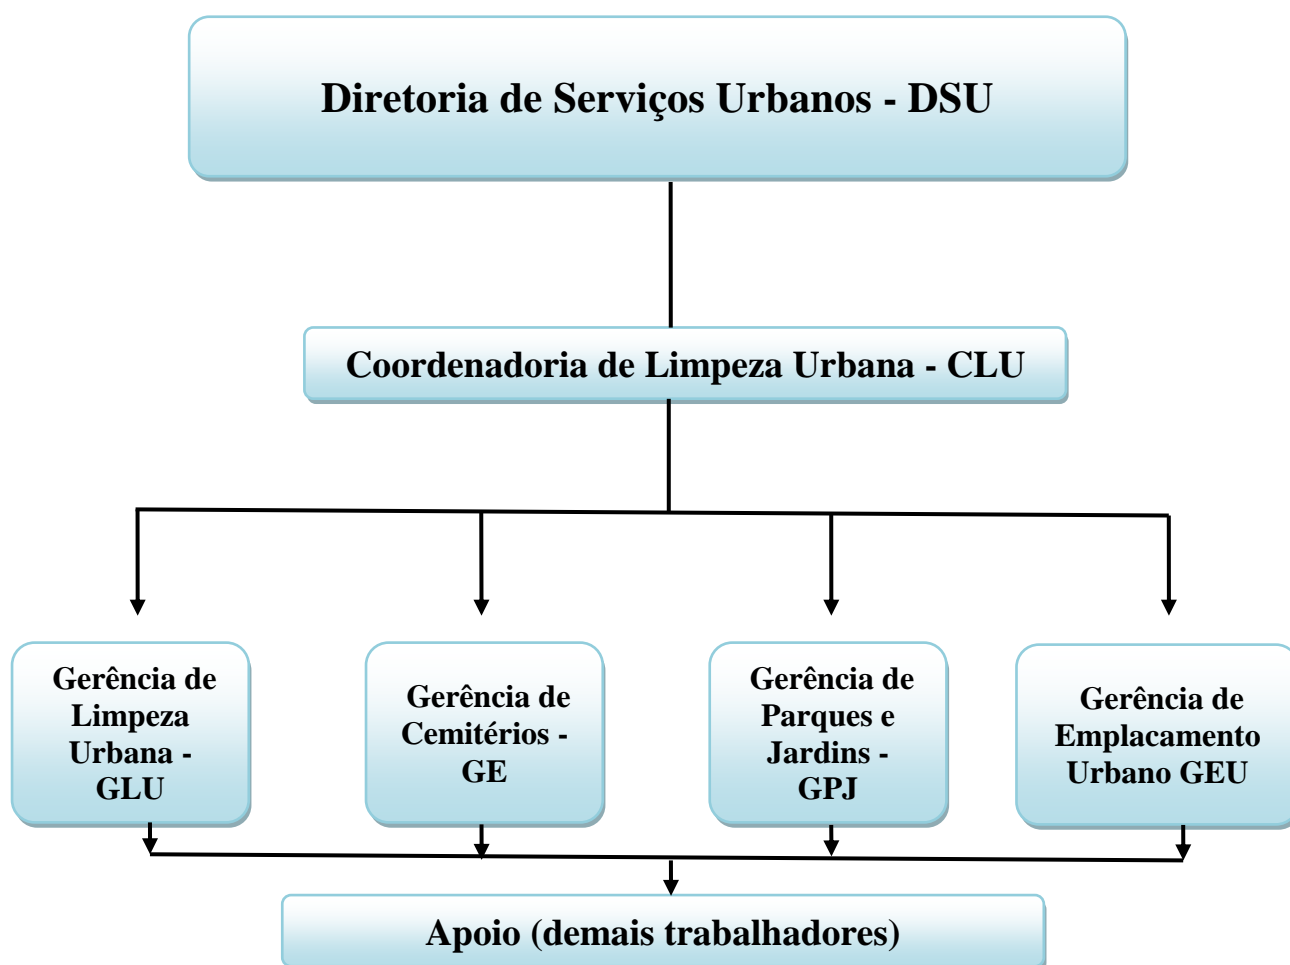 Diretoria de Serviços Urbanos - DSU
Coordenadoria de Limpeza Urbana - CLU
Gerência de
Limpeza
Urbana -
GLU
Gerência de
Cemitérios -
GE
Gerência de
Parques e
Jardins -
GPJ
Gerência de
Emplacamento
Urbano GEU
Apoio (demais trabalhadores)